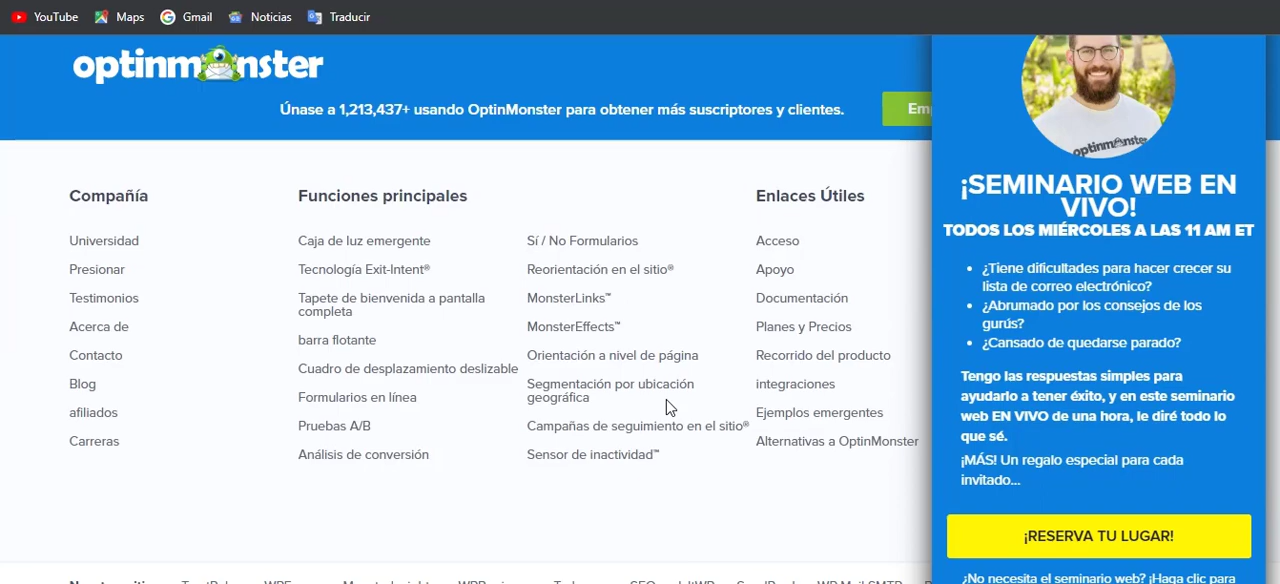 YouTube Maps Gmail Noticias Traducir
optinmonster
Únase a 1,213,437+ usando OptinMonster para obtener más suscriptores y clientes.
Compañía
Universidad
Presionar
Testimonios
Acerca de
Contacto
Blog
afiliados
Carreras
Funciones principales
Caja de luz emergente
Tecnología Exit-Intent®
Tapete de bienvenida a pantalla
completa
barra flotante
Cuadro de desplazamiento deslizable
Formularios en línea
Pruebas A/B
Análisis de conversión
Sí / No Formularios
Reorientación en el sitio®
MonsterLinks™
MonsterEffects™
Orientación a nivel de página
Segmentación por ubicación
geográfica
Campañas de seguimiento en el sitio®
Sensor de inactividad™
Enlaces Útiles
Acceso
Apoyo
Documentación
Planes y Precios
Recorrido del producto
integraciones
Ejemplos emergentes
Alternativas a OptinMonster
optinmonster
¡SEMINARIO WEB EN
VIVO!
TODOS LOS MIÉRCOLES A LAS 11 AM ET
¿Tiene dificultades para hacer crecer su
lista de correo electrónico?
¿Abrumado por los consejos de los
gurús?
¿Cansado de quedarse parado?
Tengo las respuestas simples para
ayudarlo a tener éxito, y en este seminario
web EN VIVO de una hora, le diré todo lo
que sé.
¡MÁS! Un regalo especial para cada
invitado...
¡RESERVA TU LUGAR!
¿No necesita el seminario web? ¡Haga clic para